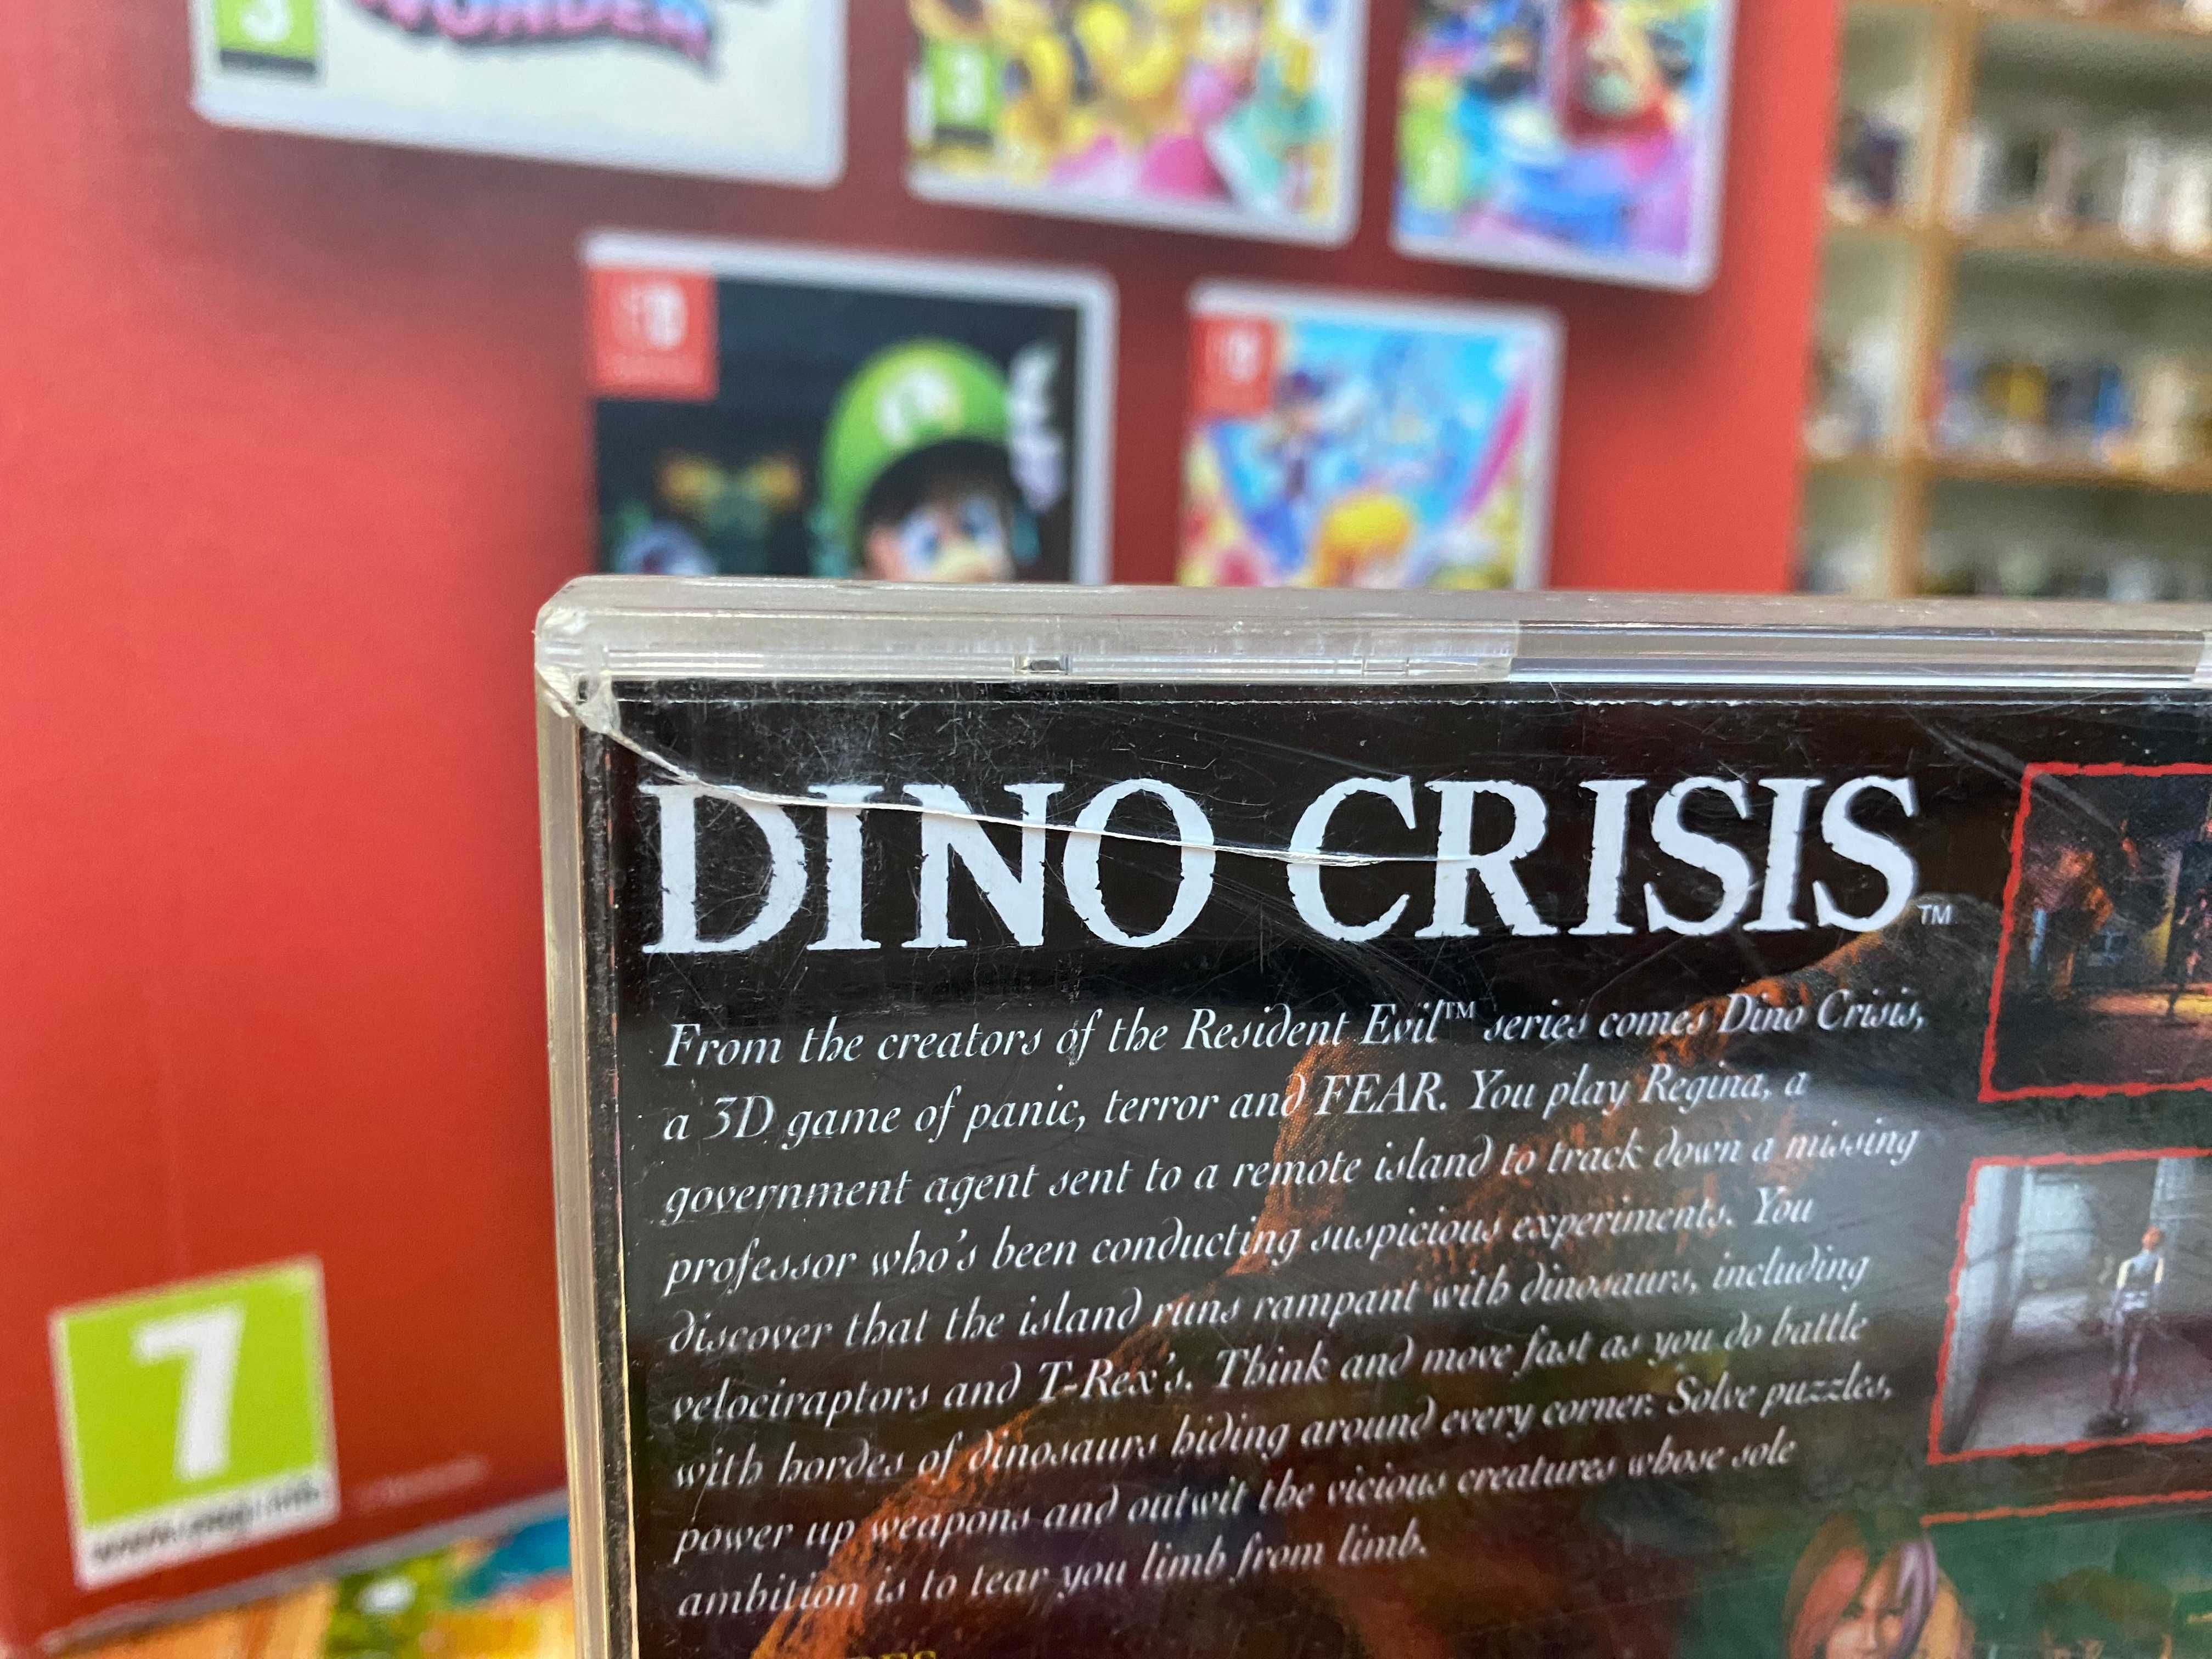 3
WONDER
3
DINO CRISIS™
From the creators of the Resident Evil™ series comes Dino Crisis,
a 3D game of panic, terror and FEAR. You play Regina, a
government agent sent to a remote island to track down a missing
professor who's been conducting suspicious experiments. You
discover that the island runs rampant with dinosaurs, including
velociraptors and T-Rex's. Think and move fast as you do battle
with hordes of dinosaurs hiding around every corner. Solve puzzles,
power up weapons and outwit the vicious creatures whose sole
ambition is to tear you limb from limb.
7